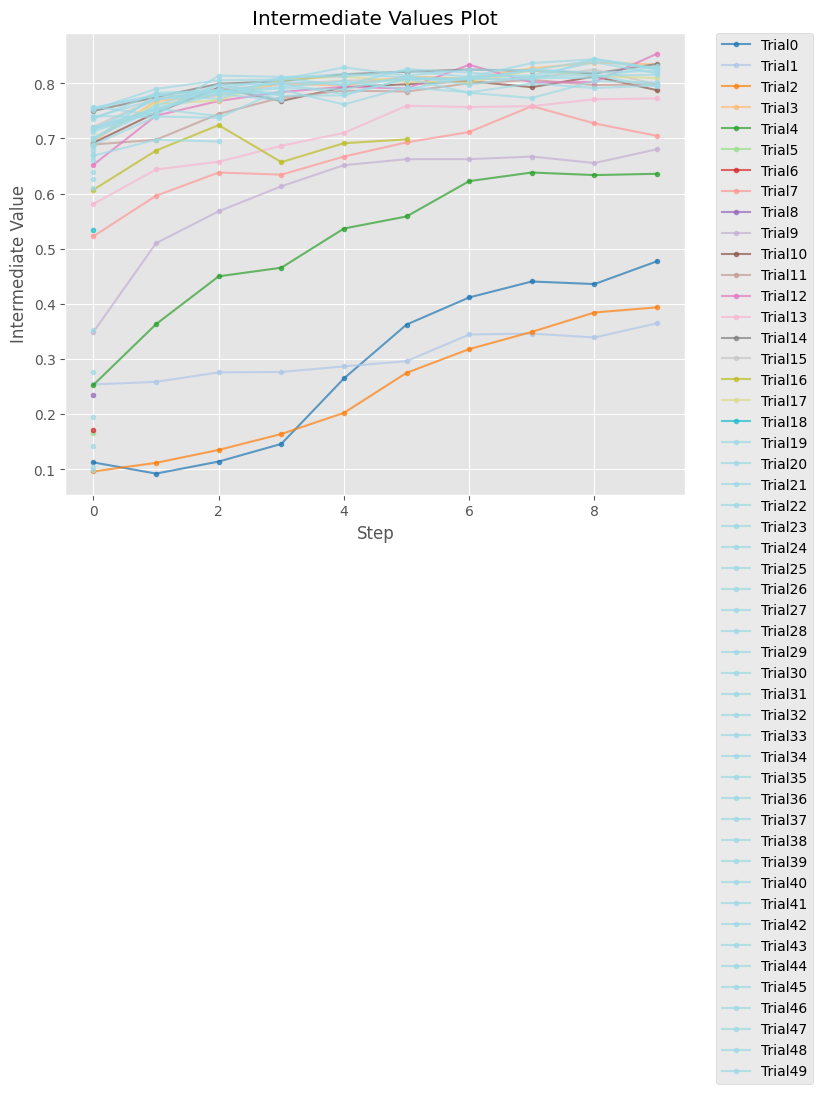 Intermediate Values Plot
Intermediate Value
0.8
0.7
0.6
0.5
0.4
0.3
0.2
0.1
0 2 4 6 8
Step
Trial0
Trial1
Trial2
Trial3
Trial4
Trial5
Trial6
Trial7
Trial8
Trial9
Trial10
Trial11
Trial12
Trial13
Trial14
Trial15
Trial16
Trial17
Trial18
Trial19
Trial20
Trial21
Trial22
Trial23
Trial24
Trial25
Trial26
Trial27
Trial28
Trial29
Trial30
Trial31
Trial32
Trial33
Trial34
Trial35
Trial36
Trial37
Trial38
Trial39
Trial40
Trial41
Trial42
Trial43
Trial44
Trial45
Trial46
Trial47
Trial48
Trial49